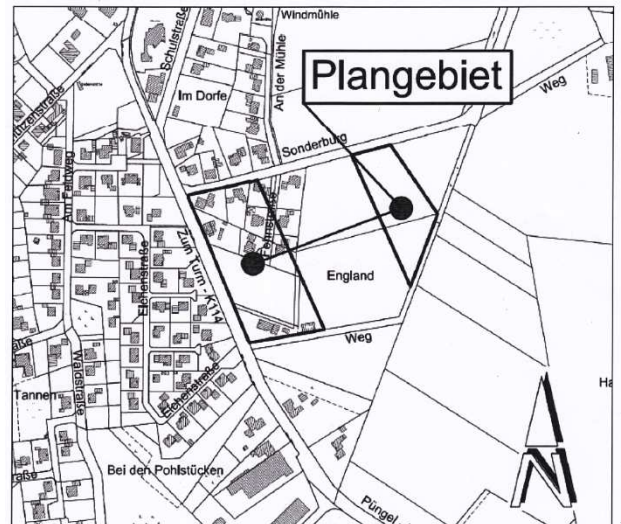 Windmühle
Schulstraße
An der Mühle
Plangebiet
Im Dorfe
Weg
Sonderburg
Am Feldweg
Zum Turm - K114
Eichenstraße
England
Weg
Waldstraße
Eichenstraße
Tannen
Bei den Pohlstücken
Püngel
N